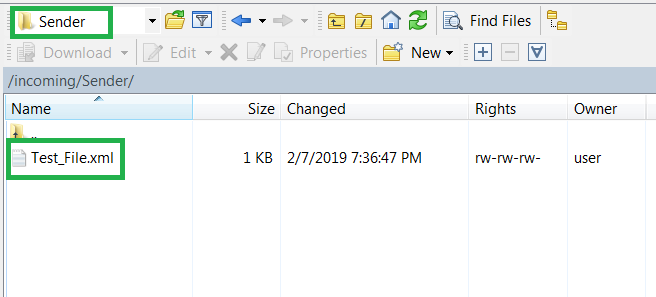 Sender Find Files
Download Edit Properties New
/incoming/Sender/
Name Size Changed Rights Owner
..
Test_File.xml 1 KB 2/7/2019 7:36:47 PM rw-rw-rw- user